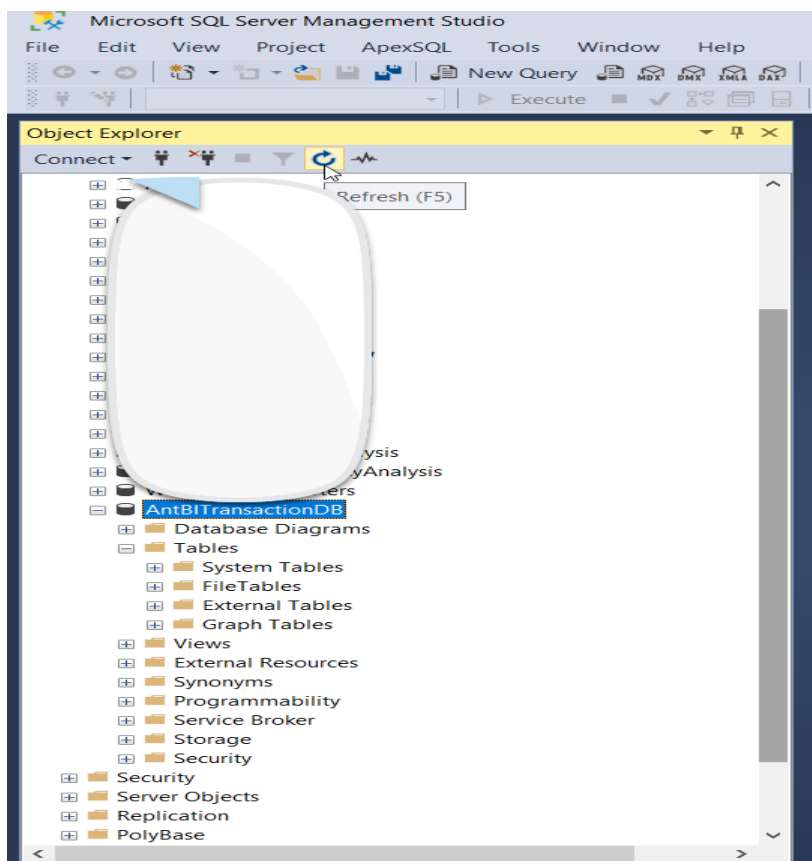 Microsoft SQL Server Management Studio
File Edit View Project ApexSQL Tools Window Help
New Query MDX DMX XMLA DAX
Execute
Object Explorer
Connect
Refresh (F5)
AntBITransactionDB
Database Diagrams
Tables
System Tables
FileTables
External Tables
Graph Tables
Views
External Resources
Synonyms
Programmability
Service Broker
Storage
Security
Security
Server Objects
Replication
PolyBase